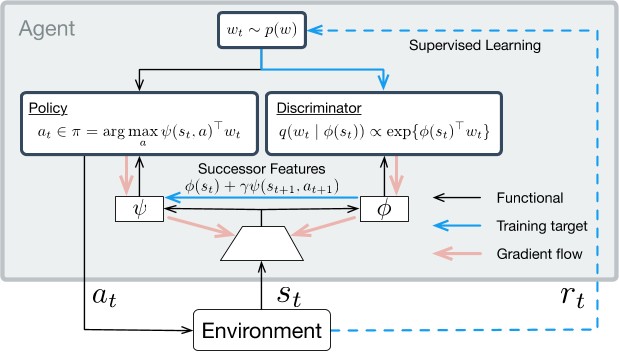 Agent
w_t ∼ p(w)
Supervised Learning
Policy
a_t ∈ π = arg max_a ψ(s_t, a)^⊤ w_t
Discriminator
q(w_t | φ(s_t)) ∝ exp{φ(s_t)^⊤ w_t}
Successor Features
φ(s_t) + γψ(s_{t+1}, a_{t+1})
ψ
ϕ
Functional
Training target
Gradient flow
a_t
s_t
r_t
Environment